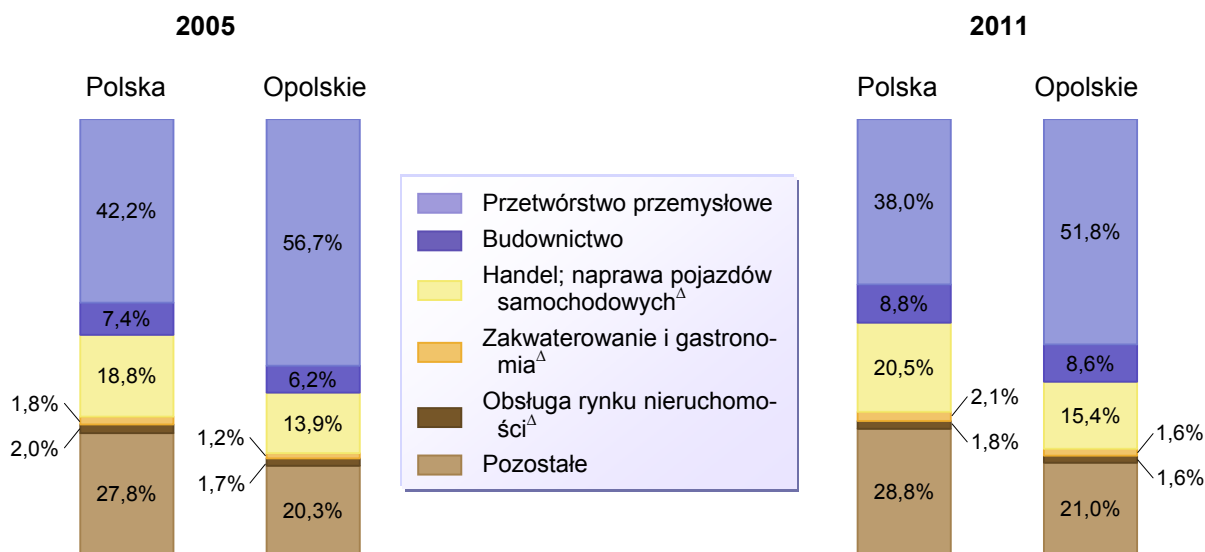 2005
2011
Polska
Opolskie
Polska
Opolskie
42,2%
7,4%
18,8%
1,8%
2,0%
27,8%
56,7%
6,2%
13,9%
1,2%
1,7%
20,3%
Przetwórstwo przemysłowe
Budownictwo
Handel; naprawa pojazdów
samochodowych^Δ
Zakwaterowanie i gastrono-
mia^Δ
Obsługa rynku nieruchomo-
ści^Δ
Pozostałe
38,0%
8,8%
20,5%
2,1%
1,8%
28,8%
51,8%
8,6%
15,4%
1,6%
1,6%
21,0%